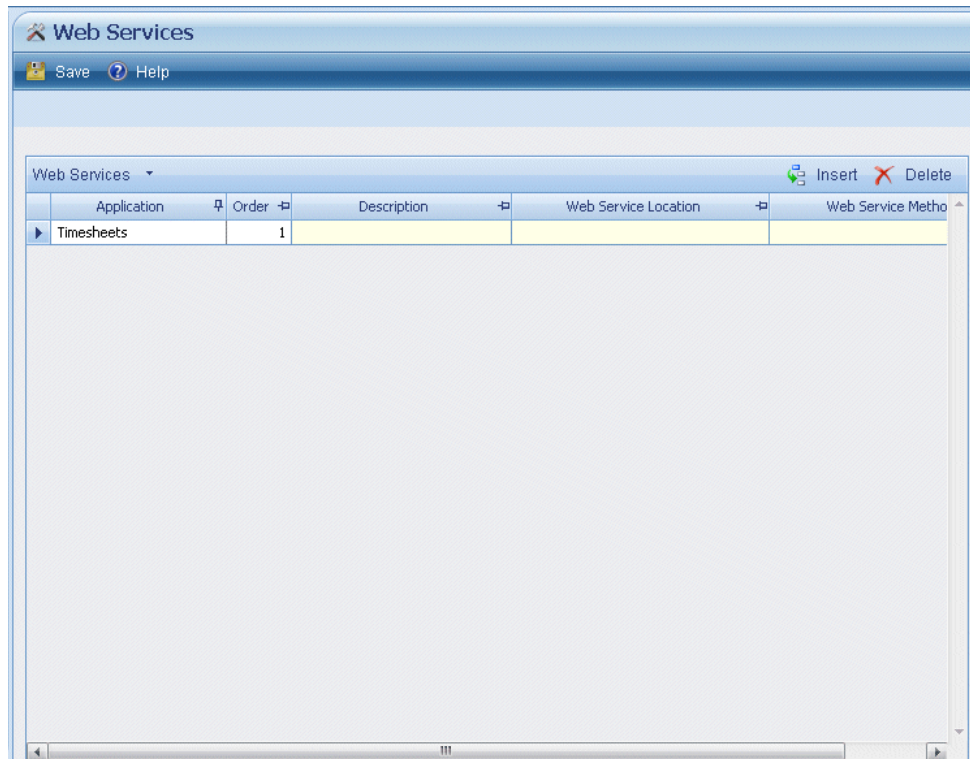 Web Services
Save Help
Web Services Insert Delete
Application Order Description Web Service Location Web Service Metho
Timesheets 1